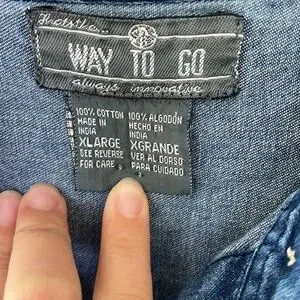 thatsthe...
WAY TO GO
always innovative
100% COTTON 100% ALGODÓN
MADE IN HECHO EN
INDIA INDIA
XLARGE XGRANDE
SEE REVERSE VER AL DORSO
FOR CARE PARA CUIDADO